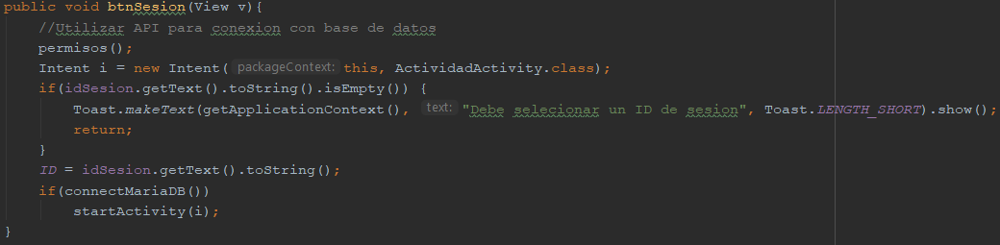 public void btnSesion(View v){
//Utilizar API para conexion con base de datos
permisos();
Intent i = new Intent( packageContext: this, ActividadActivity.class);
if(idSesion.getText().toString().isEmpty()) {
Toast.makeText(getApplicationContext(), text: "Debe selecionar un ID de sesion", Toast.LENGTH_SHORT).show();
return;
}
ID = idSesion.getText().toString();
if(connectMariaDB())
startActivity(i);
}